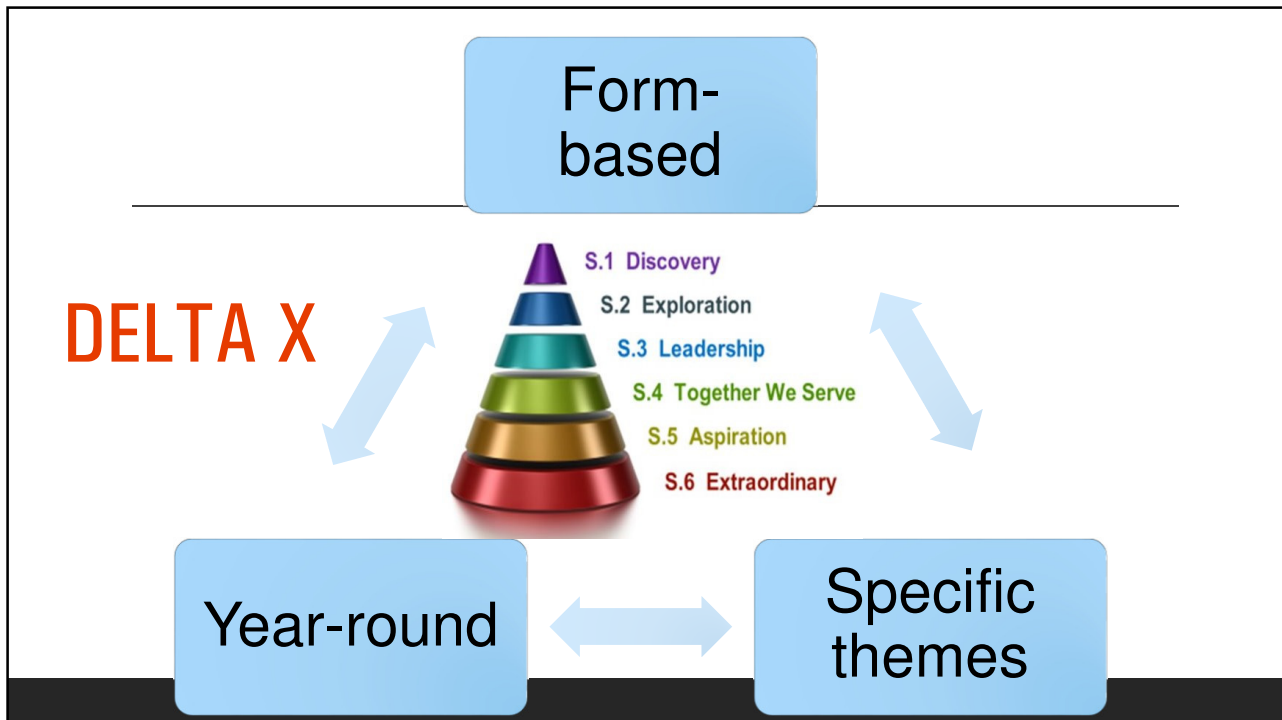 Form-
based
S.1 Discovery
S.2 Exploration
DELTA X
S.3 Leadership
S.4 Together We Serve
S.5 Aspiration
S.6 Extraordinary
Year-round
Specific
themes